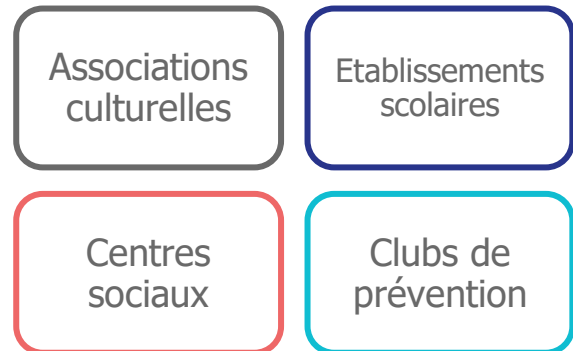 Associations
culturelles
Etablissements
scolaires
Centres
sociaux
Clubs de
prévention